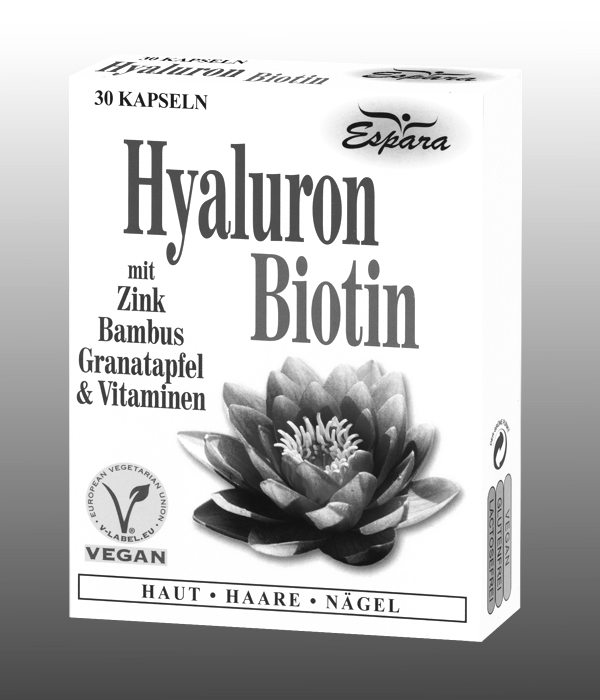 30 KAPSELN
Hyaluron Biotin
Espara
30 KAPSELN
Espara
Hyaluron
Biotin
mit
Zink
Bambus
Granatapfel
& Vitaminen
EUROPEAN VEGETARIAN UNION
V-LABEL.EU
VEGAN
HAUT • HAARE • NÄGEL
VEGAN
GLUTENFREI
LACTOSEFREI